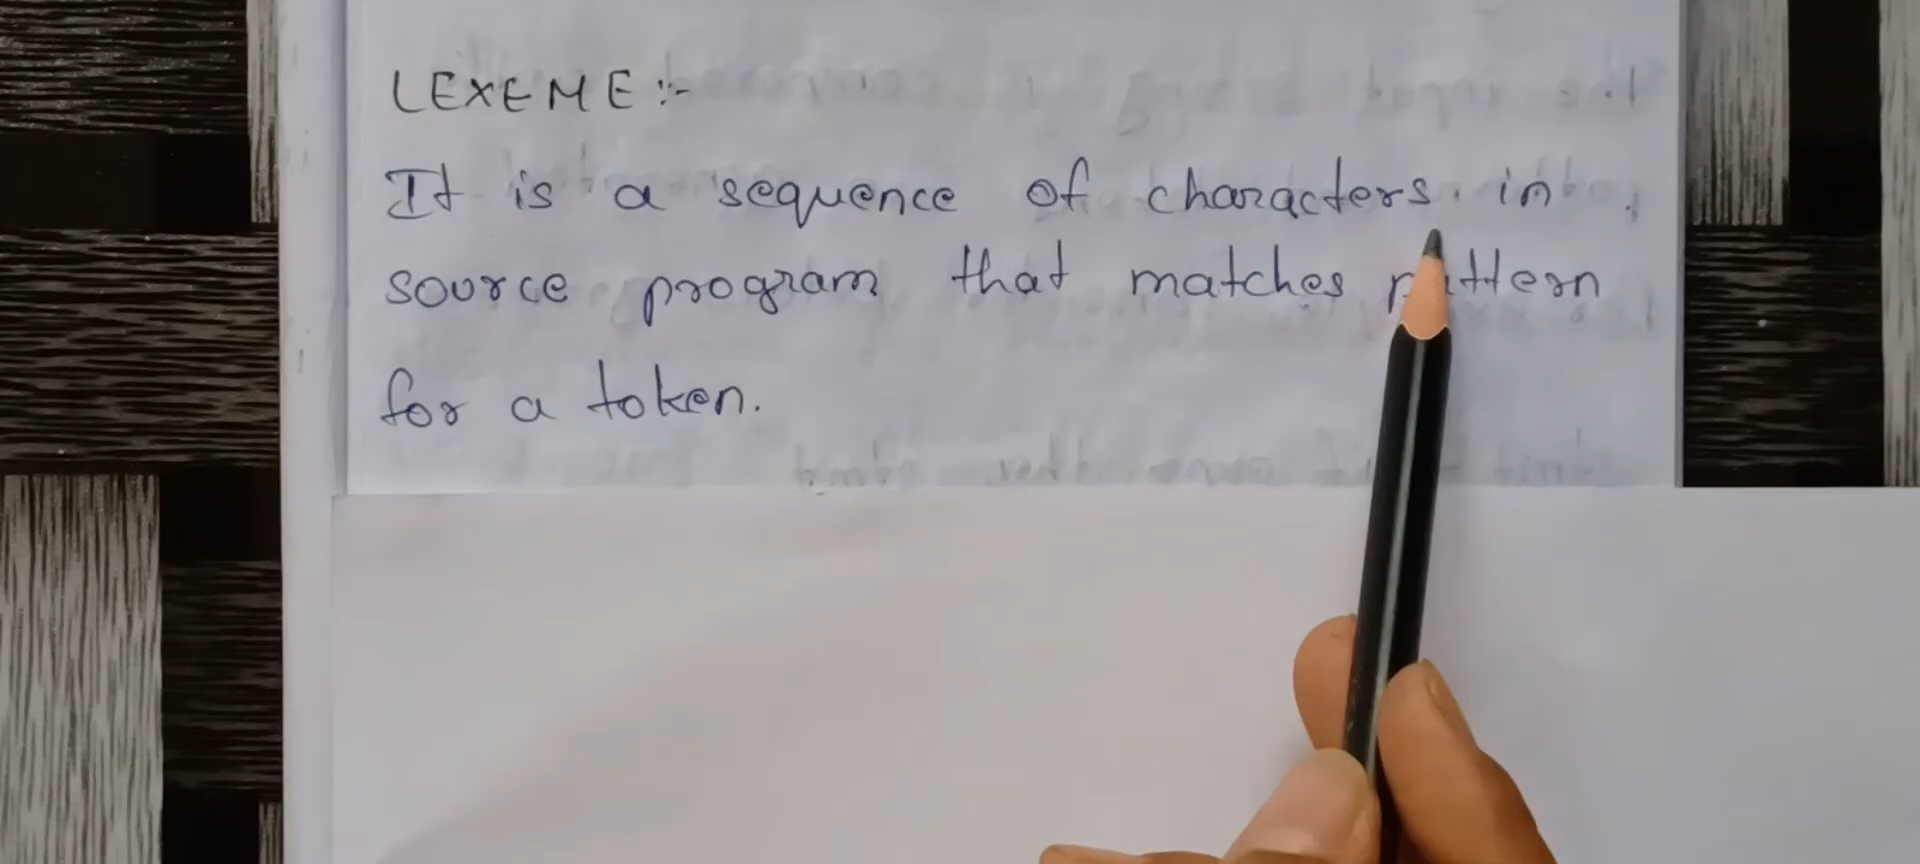 LEXEME :-
It is a sequence of characters in
source program that matches pattern
for a token.